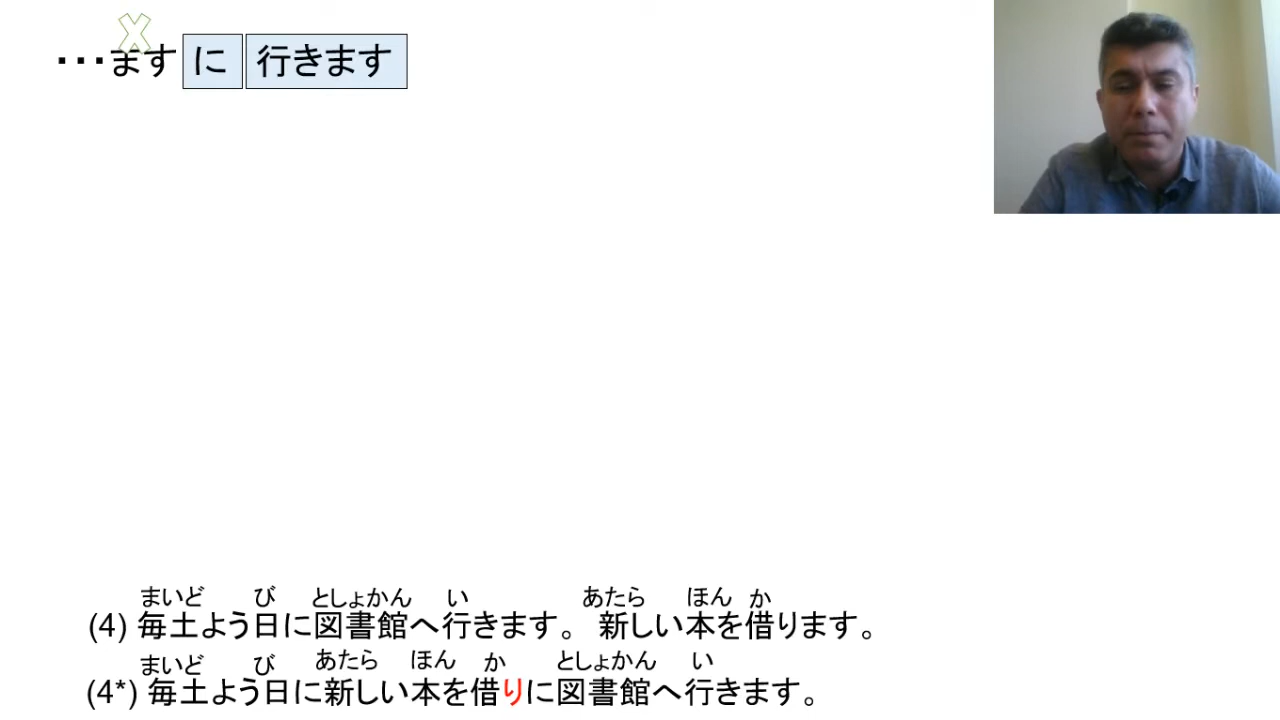 ・・・ます に 行きます
まいど び としょかん い あたら ほん か
(4) 毎土よう日に図書館へ行きます。 新しい本を借ります。
まいど び あたら ほん か としょかん い
(4*) 毎土よう日に新しい本を借りに図書館へ行きます。